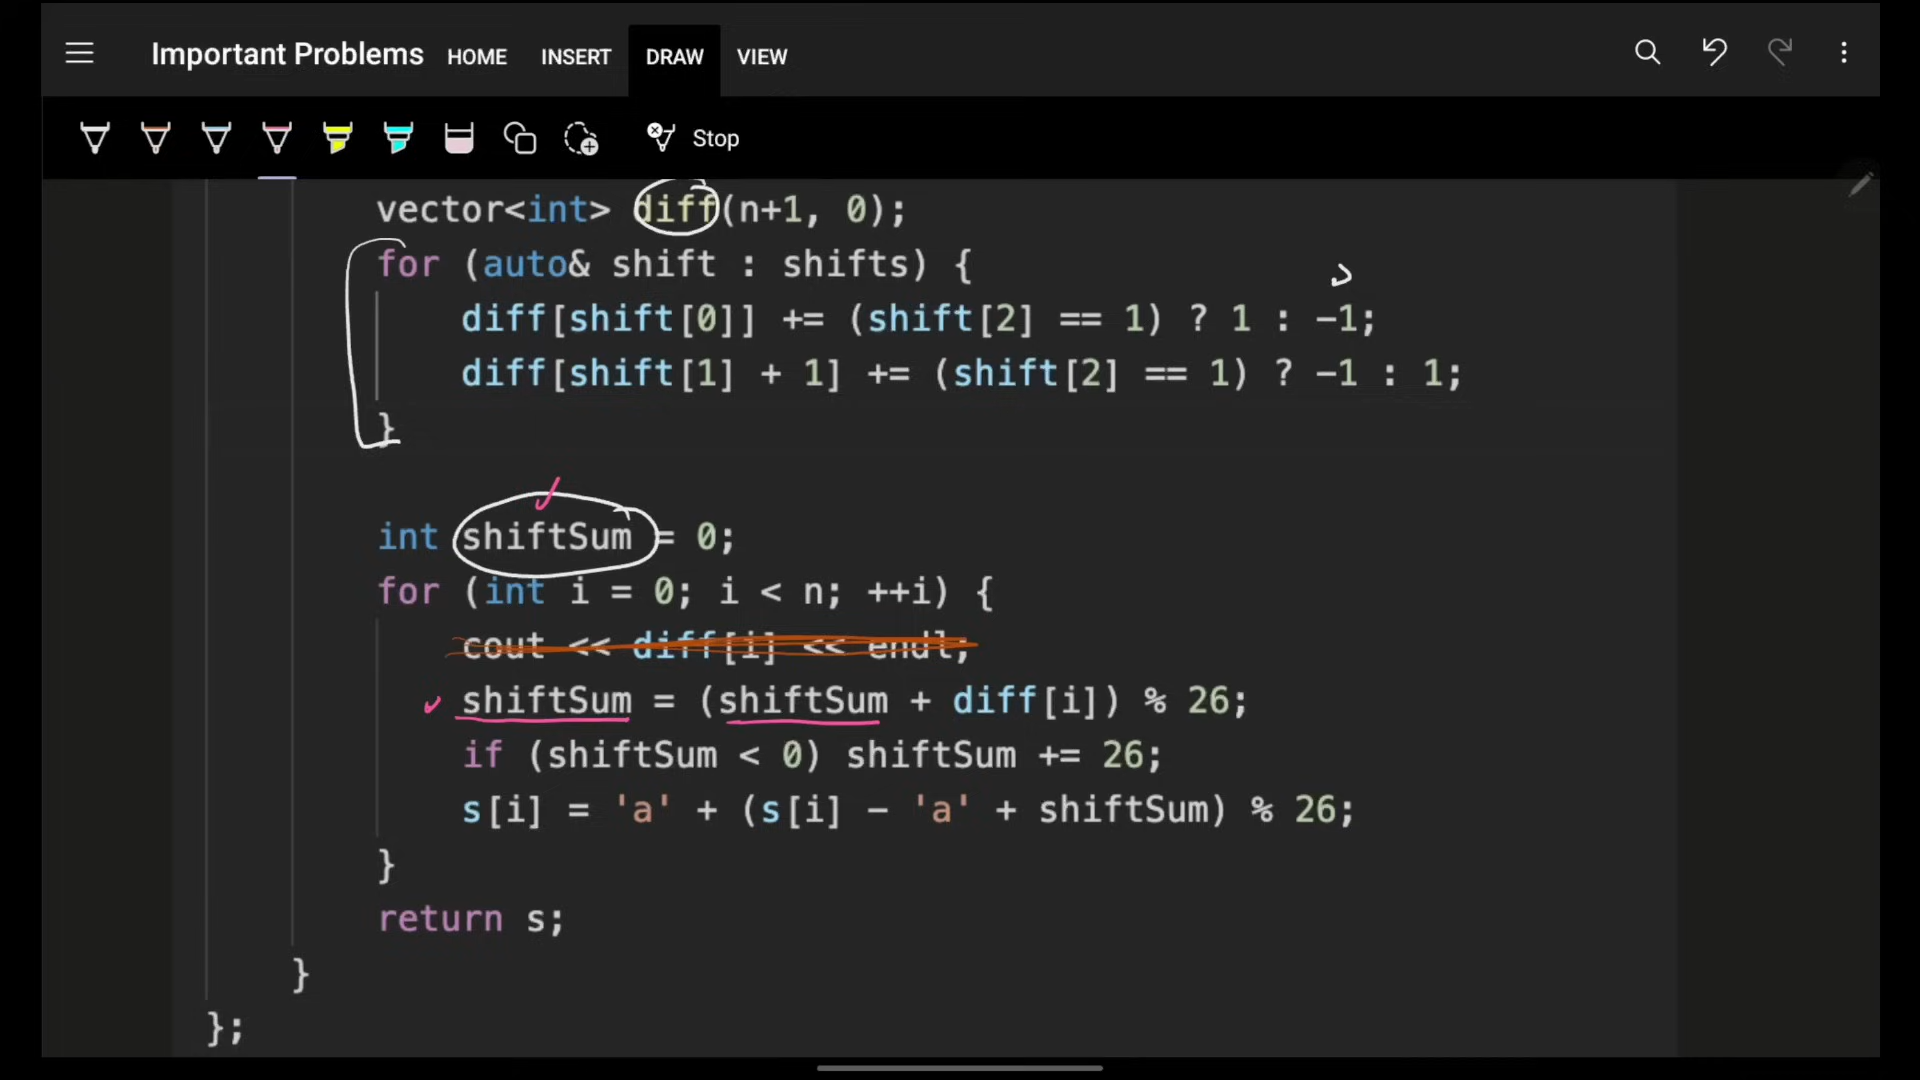 Important Problems HOME INSERT DRAW VIEW
Stop
vector<int> diff(n+1, 0);
for (auto& shift : shifts) {
diff[shift[0]] += (shift[2] == 1) ? 1 : -1;
diff[shift[1] + 1] += (shift[2] == 1) ? -1 : 1;
}
int shiftSum = 0;
for (int i = 0; i < n; ++i) {
cout << diff[i] << endl;
shiftSum = (shiftSum + diff[i]) % 26;
if (shiftSum < 0) shiftSum += 26;
s[i] = 'a' + (s[i] - 'a' + shiftSum) % 26;
}
return s;
}
};